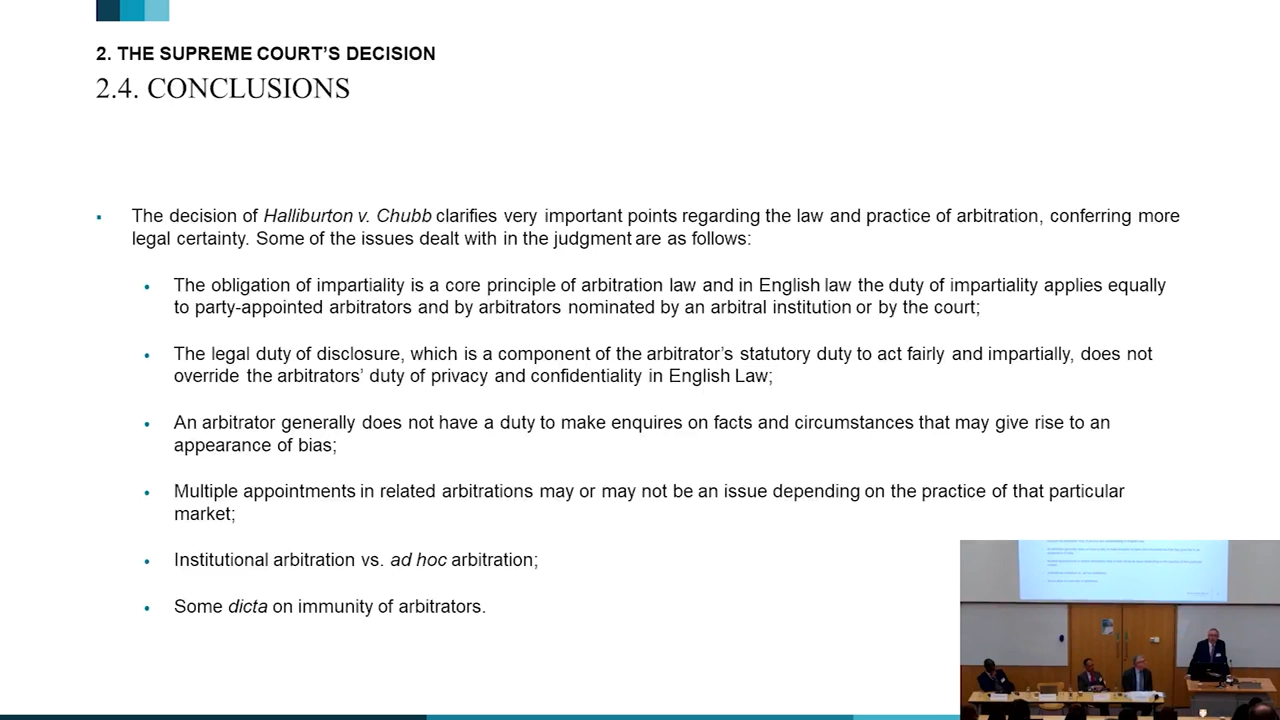 2. THE SUPREME COURT’S DECISION
2.4. CONCLUSIONS
The decision of Halliburton v. Chubb clarifies very important points regarding the law and practice of arbitration, conferring more
legal certainty. Some of the issues dealt with in the judgment are as follows:
The obligation of impartiality is a core principle of arbitration law and in English law the duty of impartiality applies equally
to party-appointed arbitrators and by arbitrators nominated by an arbitral institution or by the court;
The legal duty of disclosure, which is a component of the arbitrator’s statutory duty to act fairly and impartially, does not
override the arbitrators’ duty of privacy and confidentiality in English Law;
An arbitrator generally does not have a duty to make enquires on facts and circumstances that may give rise to an
appearance of bias;
Multiple appointments in related arbitrations may or may not be an issue depending on the practice of that particular
market;
Institutional arbitration vs. ad hoc arbitration;
Some dicta on immunity of arbitrators.